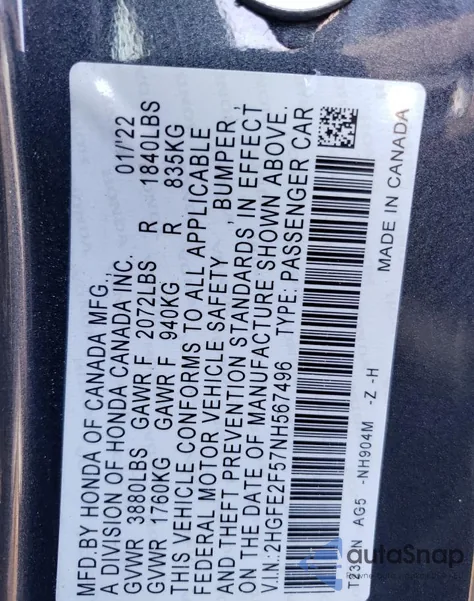 MFD.BY HONDA OF CANADA MFG. 01/'22
A DIVISION OF HONDA CANADA INC.
GVWR 3880LBS GAWR F 2072LBS R 1840LBS
GVWR 1760KG GAWR F 940KG R 835KG
THIS VEHICLE CONFORMS TO ALL APPLICABLE
FEDERAL MOTOR VEHICLE SAFETY , BUMPER,
AND THEFT PREVENTION STANDARDS IN EFFECT
ON THE DATE OF MANUFACTURE SHOWN ABOVE.
V.I.N.:2HGFE2F57NH567496 TYPE: PASSENGER CAR
AG5 -NH904M -Z -H
MADE IN CANADA
autoSnap